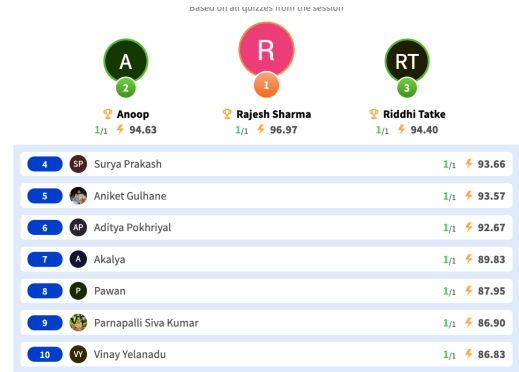 Based on all quizzes from the session
A
R
RT
2
1
3
Anoop
Rajesh Sharma
Riddhi Tatke
1/1 94.63
1/1 96.97
1/1 94.40
4 SP Surya Prakash 1/1 93.66
5 Aniket Gulhane 1/1 93.57
6 AP Aditya Pokhriyal 1/1 92.67
7 A Akalya 1/1 89.83
8 P Pawan 1/1 87.95
9 Parnapalli Siva Kumar 1/1 86.90
10 VY Vinay Yelanadu 1/1 86.83